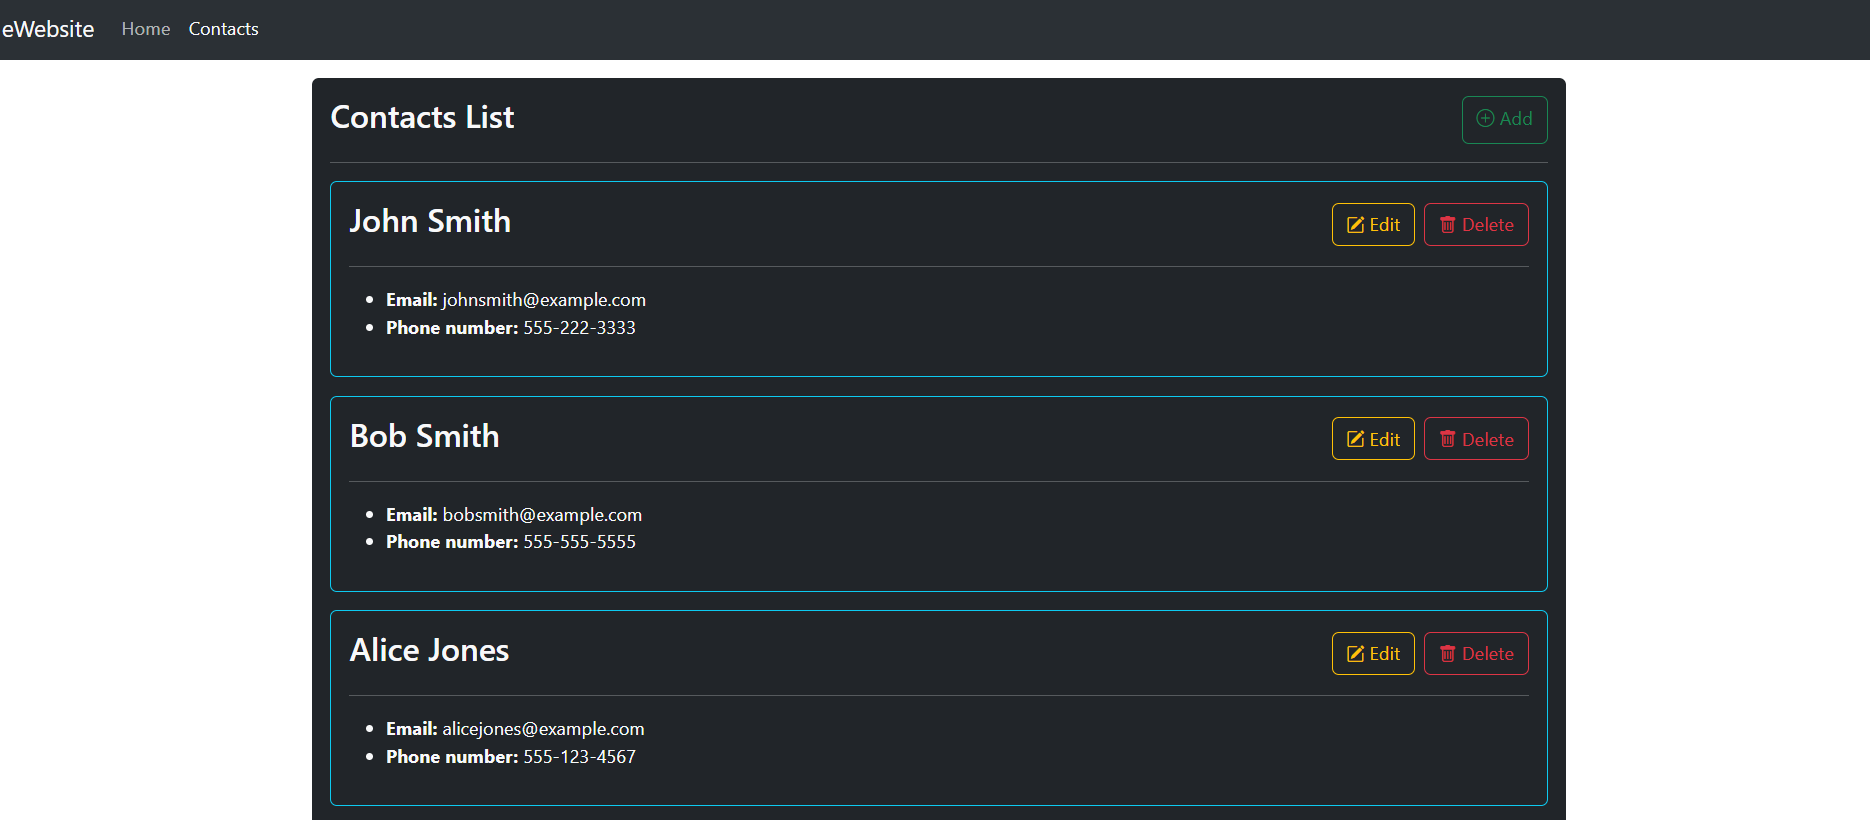 eWebsite Home Contacts
Contacts List Add
John Smith Edit Delete
Email: johnsmith@example.com
Phone number: 555-222-3333
Bob Smith Edit Delete
Email: bobsmith@example.com
Phone number: 555-555-5555
Alice Jones Edit Delete
Email: alicejones@example.com
Phone number: 555-123-4567